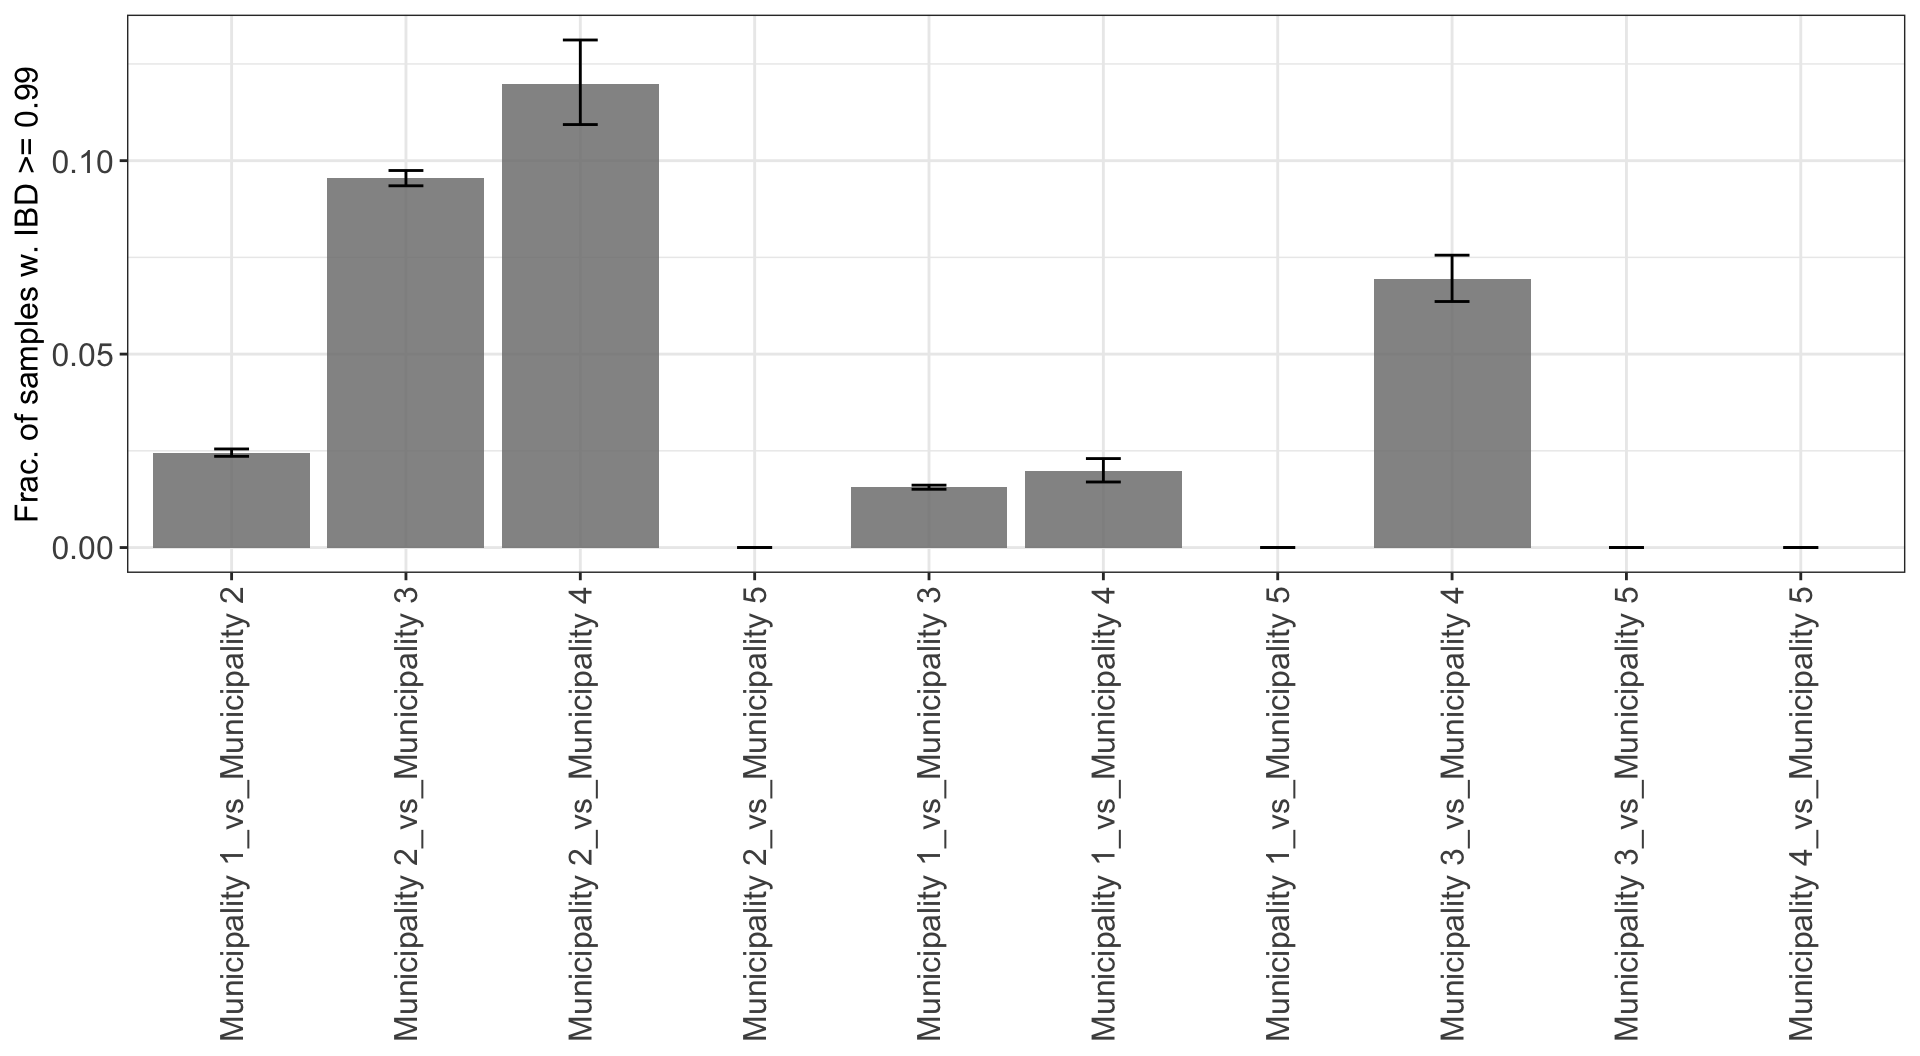 Frac. of samples w. IBD >= 0.99
0.10
0.05
0.00
Municipality 1_vs_Municipality 2
Municipality 2_vs_Municipality 3
Municipality 2_vs_Municipality 4
Municipality 2_vs_Municipality 5
Municipality 1_vs_Municipality 3
Municipality 1_vs_Municipality 4
Municipality 1_vs_Municipality 5
Municipality 3_vs_Municipality 4
Municipality 3_vs_Municipality 5
Municipality 4_vs_Municipality 5